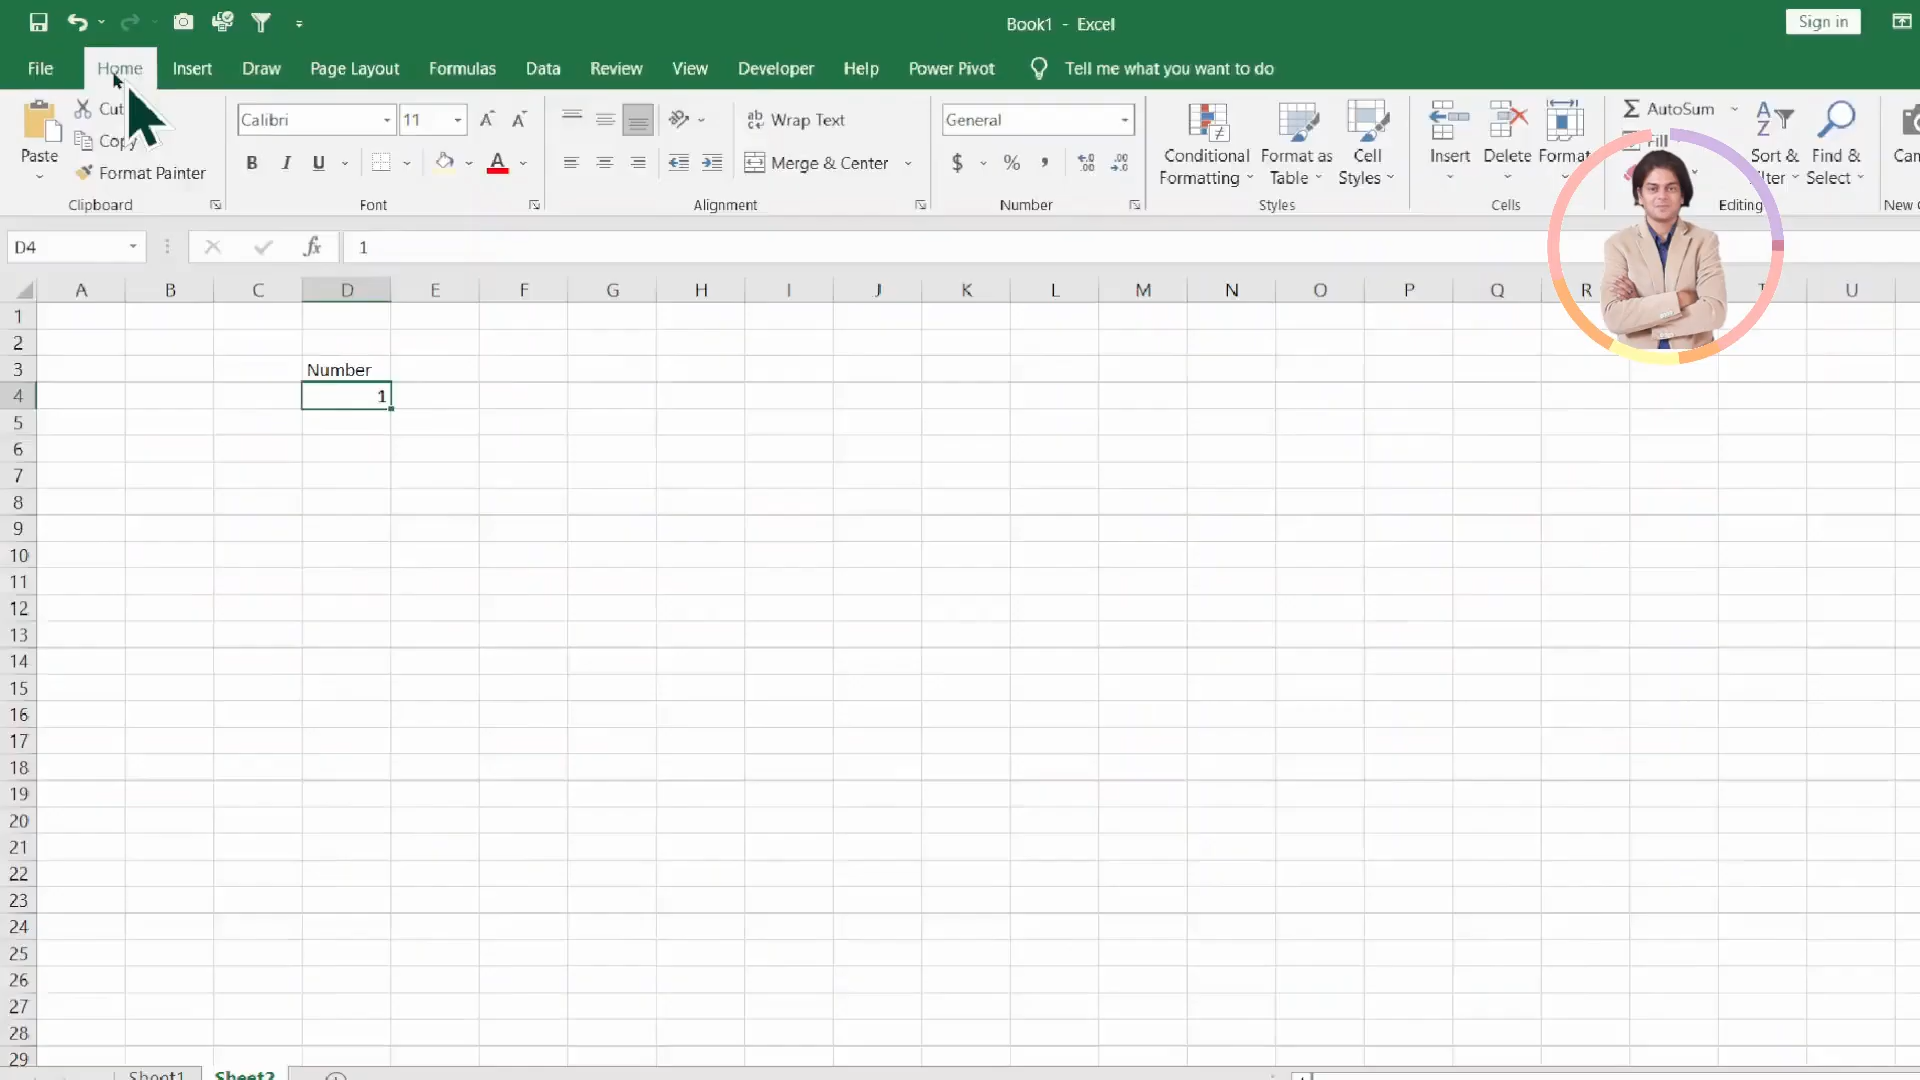 Book1 - Excel
Sign in
File Home Insert Draw Page Layout Formulas Data Review View Developer Help Power Pivot Tell me what you want to do
Paste
Cut
Copy
Format Painter
Clipboard
Calibri 11
B I U A
Font
Wrap Text
Merge & Center
Alignment
General
$ % ,
Number
Conditional Formatting
Format as Table
Cell Styles
Styles
Insert Delete Format
Cells
AutoSum
Fill
Sort &
Find & Select
Editing
D4 fx 1
A B C D E F G H I J K L M N O P Q R U
1
2
3 Number
4 1
5
6
7
8
9
10
11
12
13
14
15
16
17
18
19
20
21
22
23
24
25
26
27
28
29
Sheet1 Sheet2